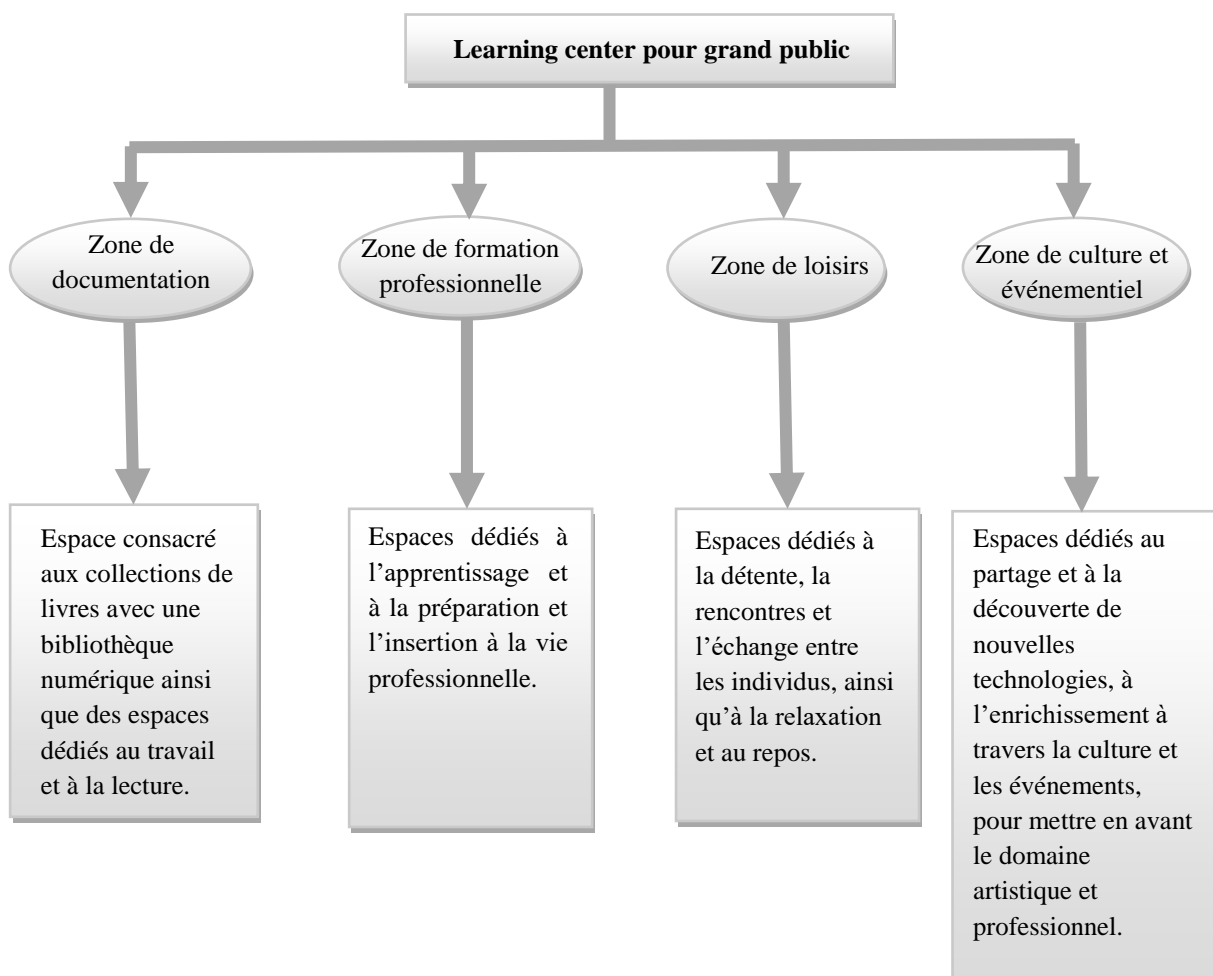 Learning center pour grand public
Zone de
documentation
Zone de formation
professionnelle
Zone de loisirs
Zone de culture et
événementiel
Espace consacré
aux collections de
livres avec une
bibliothèque
numérique ainsi
que des espaces
dédiés au travail
et à la lecture.
Espaces dédiés à
l’apprentissage et
à la préparation et
l’insertion à la vie
professionnelle.
Espaces dédiés à
la détente, la
rencontres et
l’échange entre
les individus, ainsi
qu’à la relaxation
et au repos.
Espaces dédiés au
partage et à la
découverte de
nouvelles
technologies, à
l’enrichissement à
travers la culture et
les événements,
pour mettre en avant
le domaine
artistique et
professionnel.